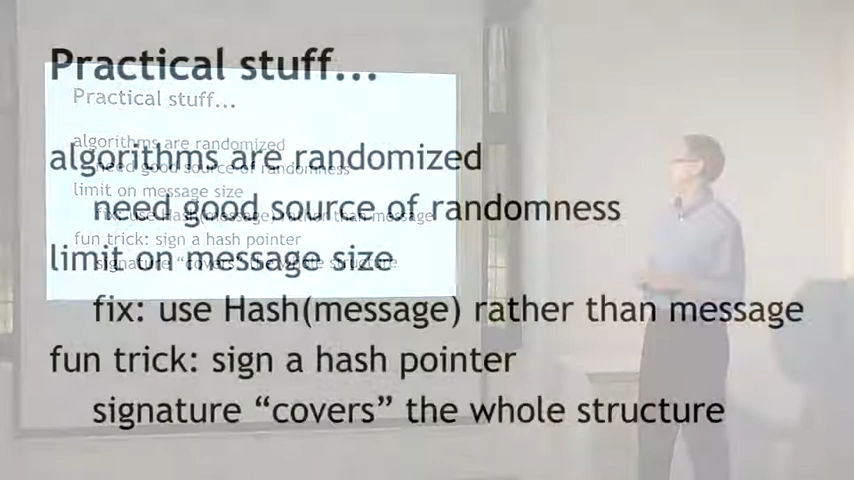 Practical stuff...
algorithms are randomized
need good source of randomness
limit on message size
fix: use Hash(message) rather than message
fun trick: sign a hash pointer
signature “covers” the whole structure
Practical stuff...
algorithms are randomized
need good source of randomness
limit on message size
fix: use Hash(message) rather than message
fun trick: sign a hash pointer
signature “covers” the whole structure